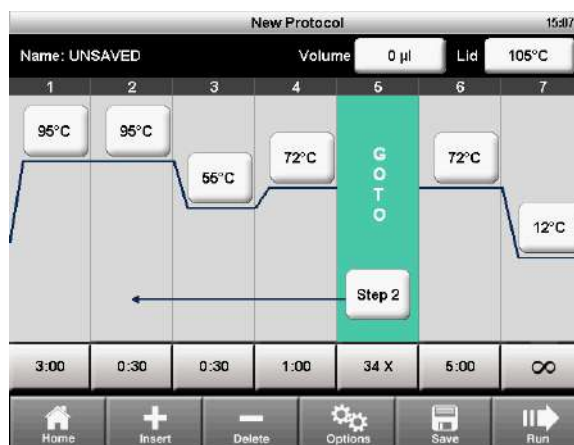 New Protocol 15:07
Name: UNSAVED Volume 0 µl Lid 105°C
1 2 3 4 5 6 7
95°C 95°C 55°C 72°C GOTO 72°C 12°C
Step 2
3:00 0:30 0:30 1:00 34 X 5:00 ∞
Home Insert Delete Options Save Run